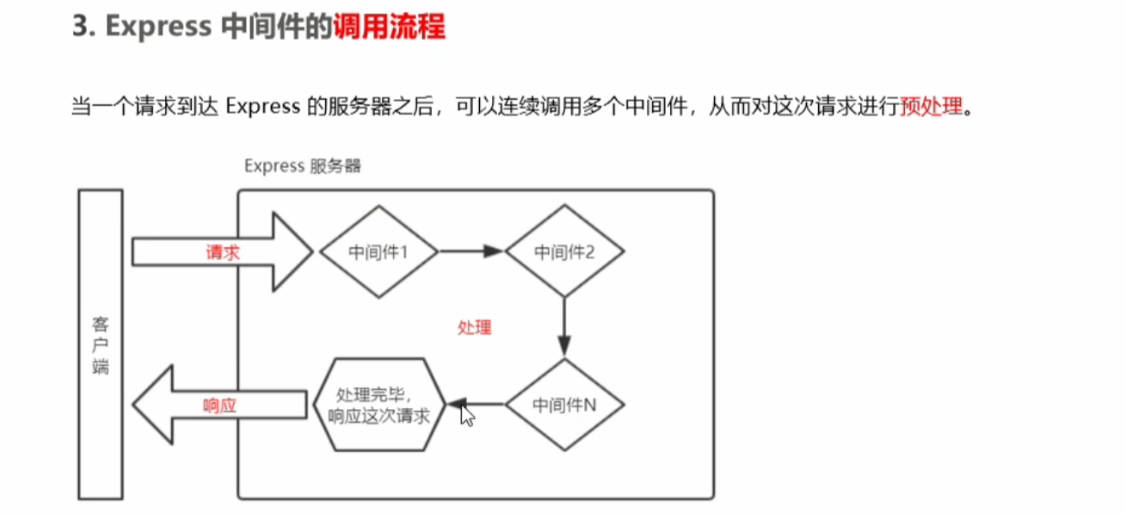 3. Express 中间件的调用流程
当一个请求到达 Express 的服务器之后，可以连续调用多个中间件，从而对这次请求进行预处理。
Express 服务器
客户端
请求
中间件1
中间件2
处理
响应
处理完毕，
响应这次请求
中间件N